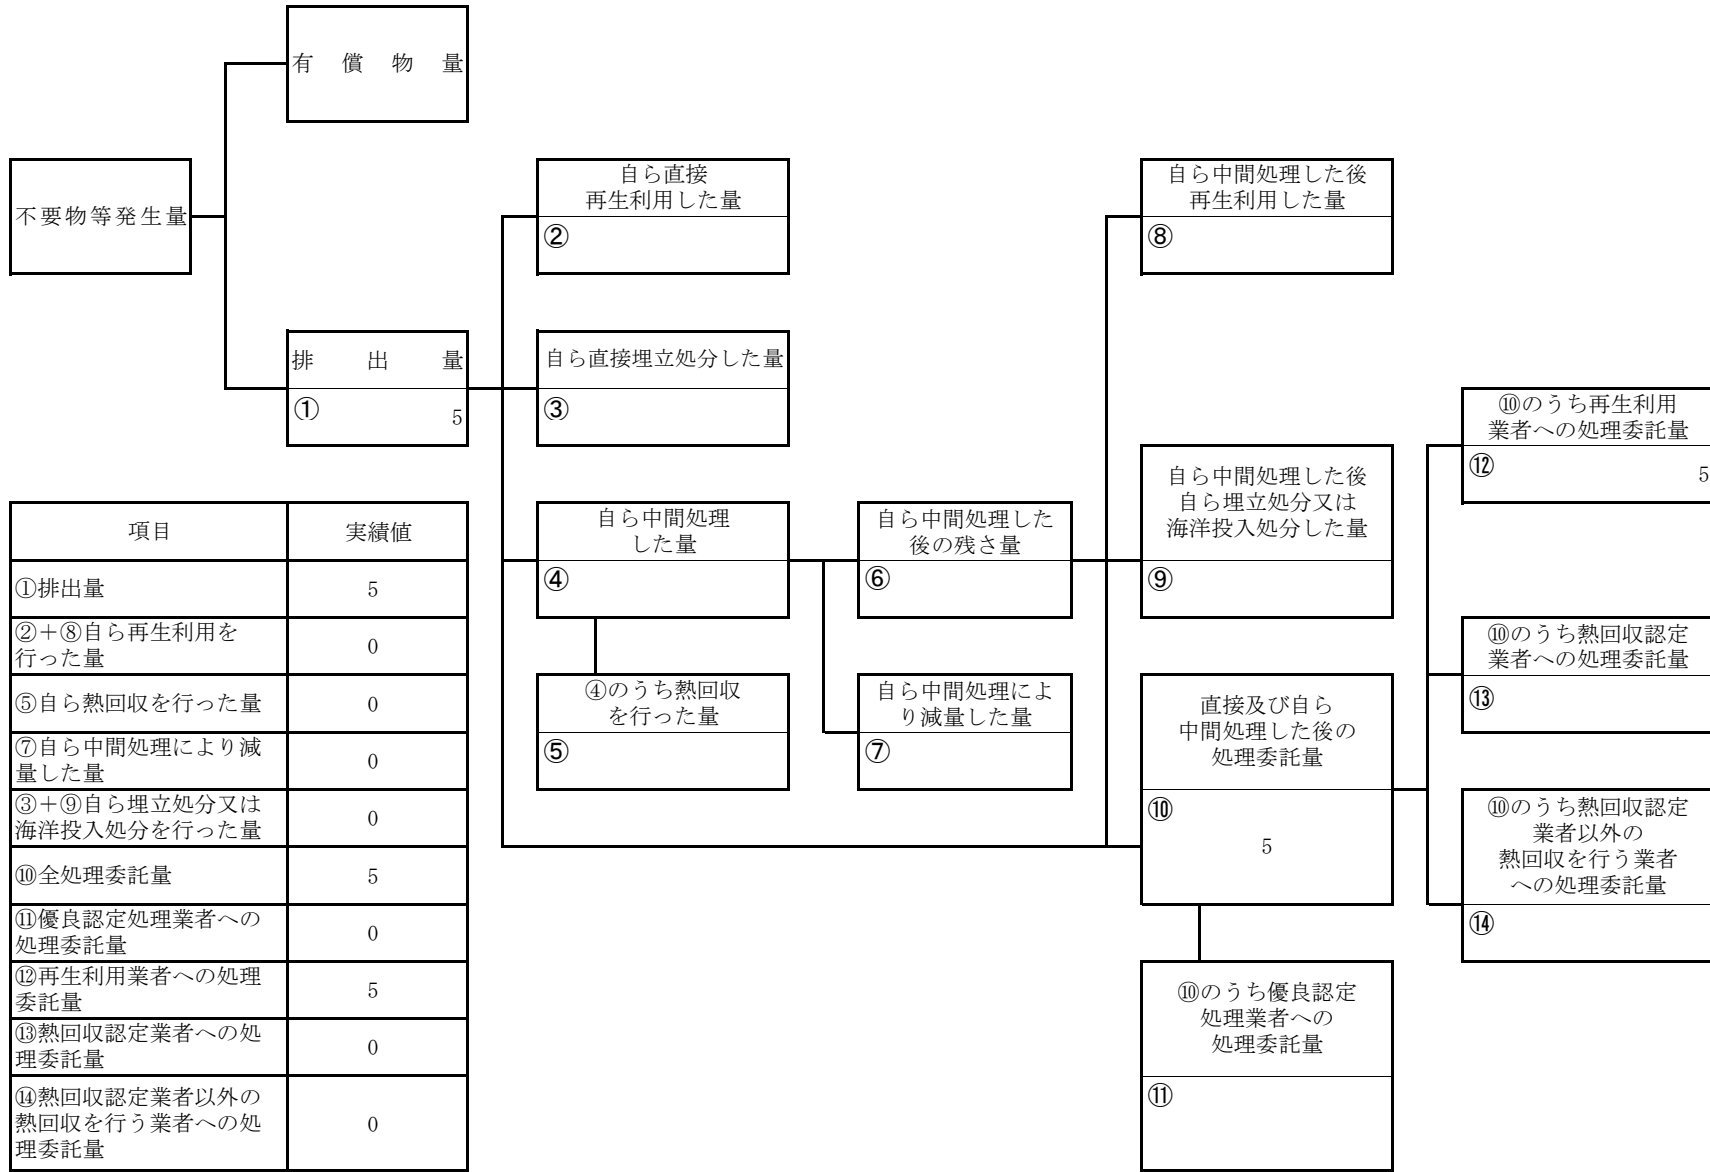 有償物量
不要物等発生量
自ら直接
再生利用した量
②
自ら中間処理した後
再生利用した量
⑧
排出量
① 5
自ら直接埋立処分した量
③
⑩のうち再生利用
業者への処理委託量
⑫ 5
自ら中間処理
した量
④
自ら中間処理した
後の残さ量
⑥
自ら中間処理した後
自ら埋立処分又は
海洋投入処分した量
⑨
④のうち熱回収
を行った量
⑤
自ら中間処理によ
り減量した量
⑦
直接及び自ら
中間処理した後の
処理委託量
⑩
5
⑩のうち熱回収認定
業者への処理委託量
⑬
⑩のうち熱回収認定
業者以外の
熱回収を行う業者
への処理委託量
⑭
⑩のうち優良認定
処理業者への
処理委託量
⑪
項目 実績値
①排出量 5
②＋⑧自ら再生利用を
行った量 0
⑤自ら熱回収を行った量 0
⑦自ら中間処理により減
量した量 0
③＋⑨自ら埋立処分又は
海洋投入処分を行った量 0
⑩全処理委託量 5
⑪優良認定処理業者への
処理委託量 0
⑫再生利用業者への処理
委託量 5
⑬熱回収認定業者への処
理委託量 0
⑭熱回収認定業者以外の
熱回収を行う業者への処
理委託量 0